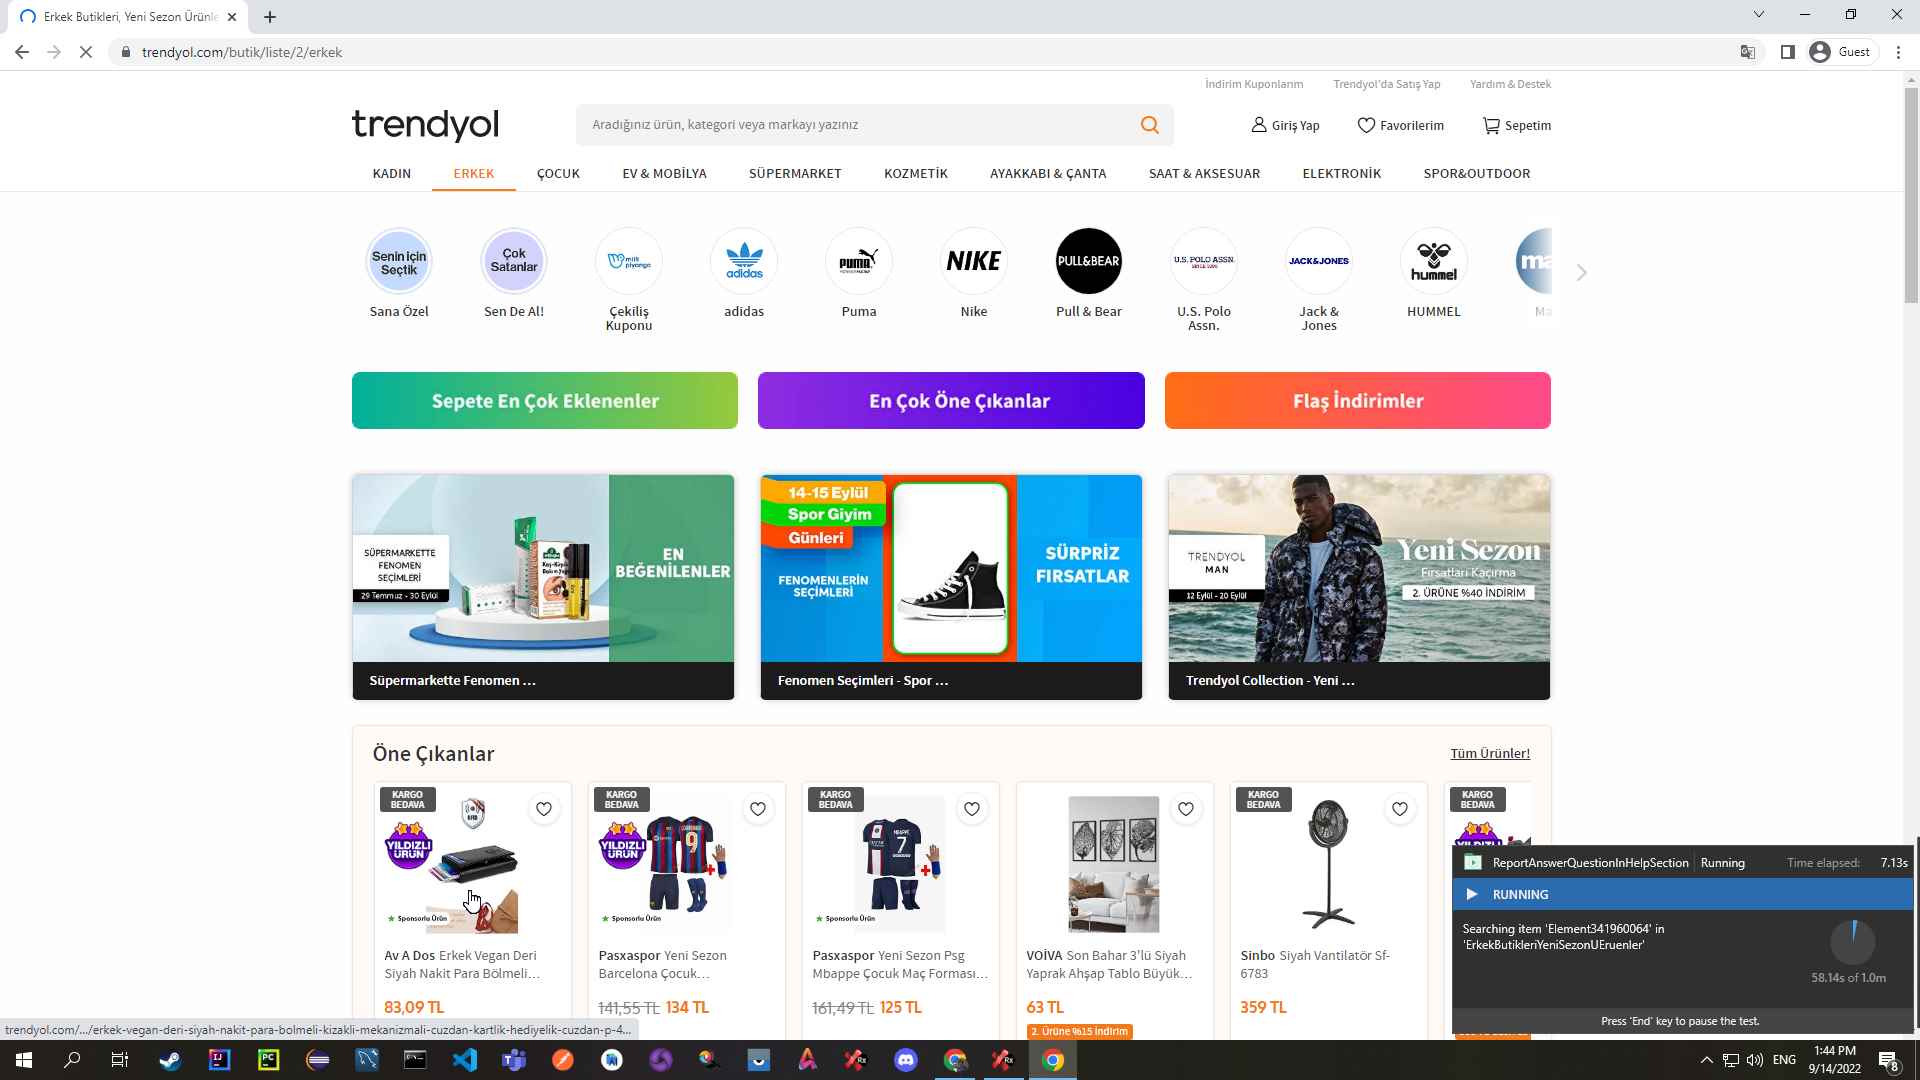 Erkek Butikleri, Yeni Sezon Ürünle
trendyol.com/butik/liste/2/erkek
Guest
İndirim Kuponlarım
Trendyol'da Satış Yap
Yardım & Destek
trendyol
Aradığınız ürün, kategori veya markayı yazınız
Giriş Yap
Favorilerim
Sepetim
KADIN
ERKEK
ÇOCUK
EV & MOBİLYA
SÜPERMARKET
KOZMETİK
AYAKKABI & ÇANTA
SAAT & AKSESUAR
ELEKTRONİK
SPOR&OUTDOOR
Senin için
Seçtik
Çok
Satanlar
milli
piyango
adidas
PUMA
NIKE
PULL&BEAR
U.S. POLO ASSN.
SINCE 1890
JACK&JONES
hummel
ma
Sana Özel
Sen De Al!
Çekiliş
Kuponu
adidas
Puma
Nike
Pull & Bear
U.S. Polo
Assn.
Jack &
Jones
HUMMEL
Ma
Sepete En Çok Eklenenler
En Çok Öne Çıkanlar
Flaş İndirimler
SÜPERMARKETTE
FENOMEN
SEÇİMLERİ
29 Temmuz - 30 Eylül
EN
BEĞENİLENLER
Süpermarkette Fenomen ...
14-15 Eylül
Spor Giyim
Günleri
FENOMENLERİN
SEÇİMLERİ
SÜRPRİZ
FIRSATLAR
Fenomen Seçimleri - Spor ...
TRENDYOL
MAN
12 Eylül - 20 Eylül
Yeni Sezon
Fırsatları Kaçırma
2. ÜRÜNE %40 İNDİRİM
Trendyol Collection - Yeni ...
Öne Çıkanlar
Tüm Ürünler!
KARGO
BEDAVA
YILDIZLI
ÜRÜN
Sponsorlu Ürün
Av A Dos Erkek Vegan Deri
Siyah Nakit Para Bölmeli...
83,09 TL
KARGO
BEDAVA
YILDIZLI
ÜRÜN
9
Sponsorlu Ürün
Pasxaspor Yeni Sezon
Barcelona Çocuk...
141,55 TL 134 TL
KARGO
BEDAVA
MBAPPE
7
Sponsorlu Ürün
Pasxaspor Yeni Sezon Psg
Mbappe Çocuk Maç Forması...
161,49 TL 125 TL
VOİVA Son Bahar 3'lü Siyah
Yaprak Ahşap Tablo Büyük...
63 TL
2. Ürüne %15 İndirim
KARGO
BEDAVA
Sinbo Siyah Vantilatör Sf-
6783
359 TL
KARGO
BEDAVA
ReportAnswerQuestionInHelpSection
Running
Time elapsed:
7.13s
RUNNING
Searching item 'Element341960064' in
'ErkekButikleriYeniSezonUEruenler'
58.14s of 1.0m
Press 'End' key to pause the test.
trendyol.com/.../erkek-vegan-deri-siyah-nakit-para-bolmeli-kizakli-mekanizmali-cuzdan-kartlik-hediyelik-cuzdan-p-4...
ENG
1:44 PM
9/14/2022
8